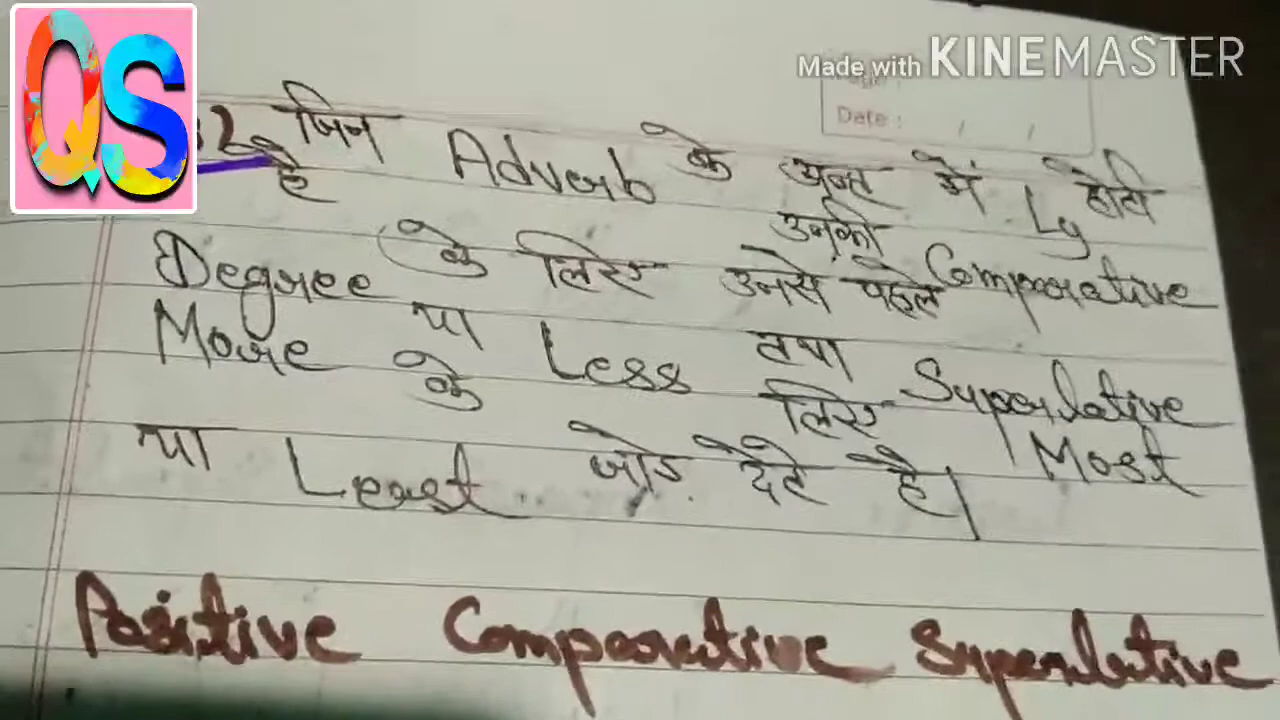 QS
Made with KINEMASTER
Date : / /
2 जिन Adverb के अन्त में Ly होती
है उनकी Comparative
Degree के लिए उनसे पहले
More या Less तथा Superlative
के लिए Most
या Least जोड़ देते है।
Positive Comparative Superlative